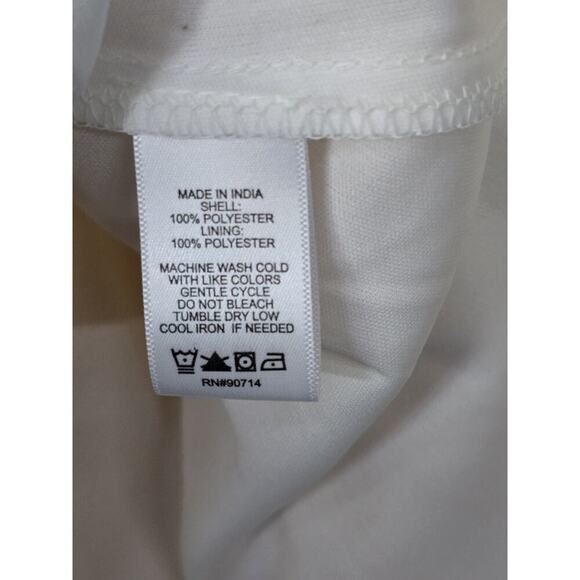 MADE IN INDIA
SHELL:
100% POLYESTER
LINING:
100% POLYESTER
MACHINE WASH COLD
WITH LIKE COLORS
GENTLE CYCLE
DO NOT BLEACH
TUMBLE DRY LOW
COOL IRON IF NEEDED
RN#90714